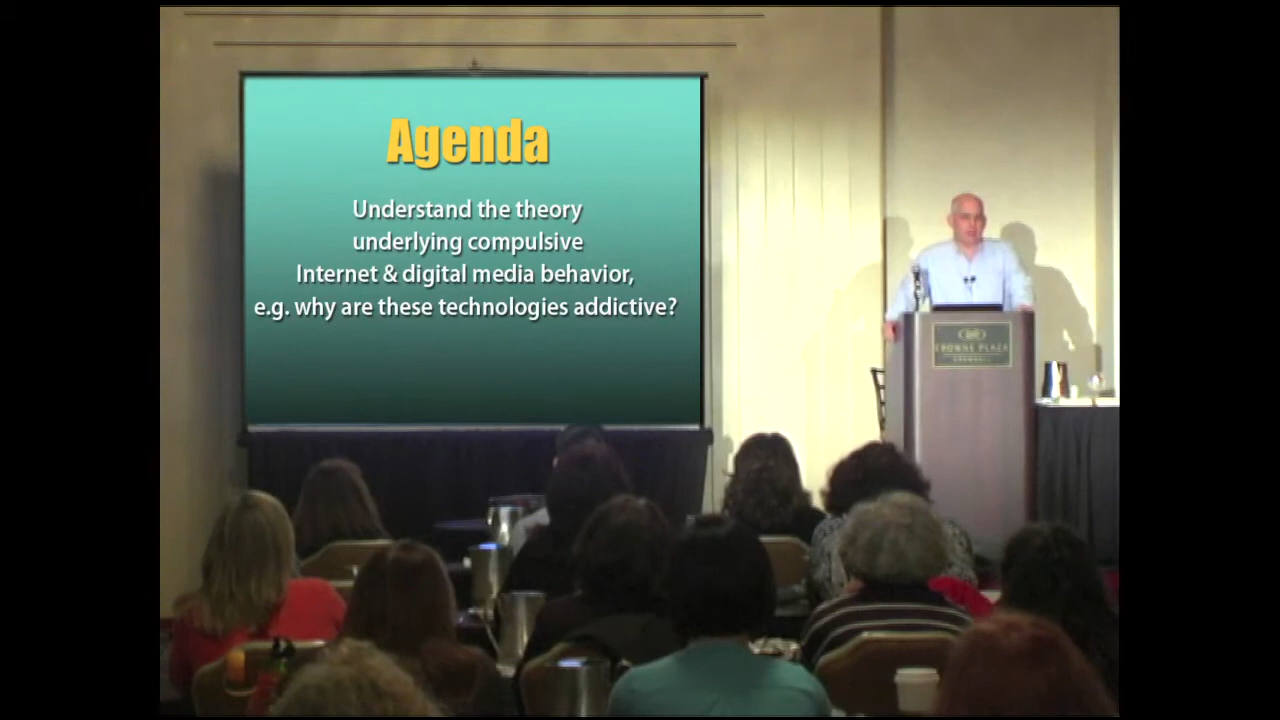 Agenda
Understand the theory
underlying compulsive
Internet & digital media behavior,
e.g. why are these technologies addictive?
CROWNE PLAZA